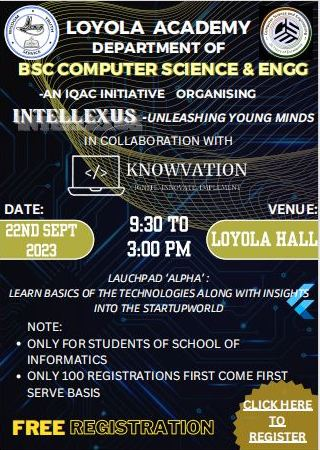 LOYOLA ACADEMY
DEPARTMENT OF
BSC COMPUTER SCIENCE & ENGG
-AN IQAC INITIATIVE ORGANISING
INTELLEXUS -UNLEASHING YOUNG MINDS
IN COLLABORATION WITH
</> KNOWVATION
IGNITE, INNOVATE, IMPLEMENT
DATE:
22ND SEPT
2023
9:30 TO
3:00 PM
VENUE:
LOYOLA HALL
LAUCHPAD ‘ALPHA’ :
LEARN BASICS OF THE TECHNOLOGIES ALONG WITH INSIGHTS
INTO THE STARTUPWORLD
NOTE:
• ONLY FOR STUDENTS OF SCHOOL OF
INFORMATICS
• ONLY 100 REGISTRATIONS FIRST COME FIRST
SERVE BASIS
FREE REGISTRATION
CLICK HERE
TO
REGISTER